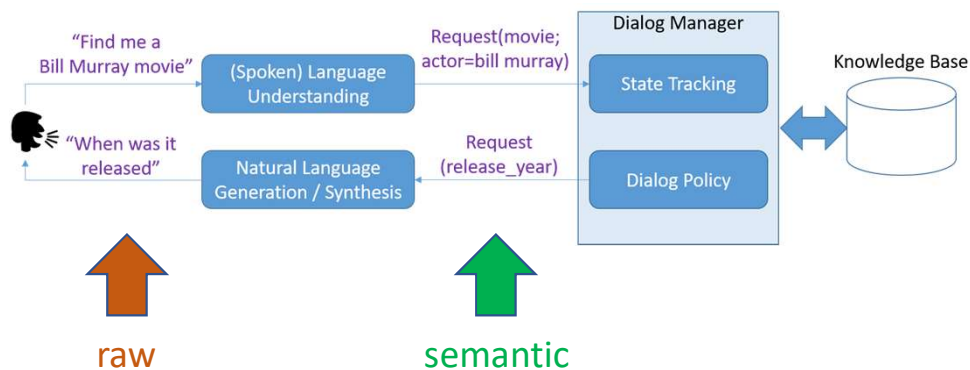 Dialog Manager
“Find me a
Bill Murray movie”
(Spoken) Language
Understanding
Request(movie;
actor=bill murray)
State Tracking
Knowledge Base
“When was it
released”
Natural Language
Generation / Synthesis
Request
(release_year)
Dialog Policy
raw
semantic